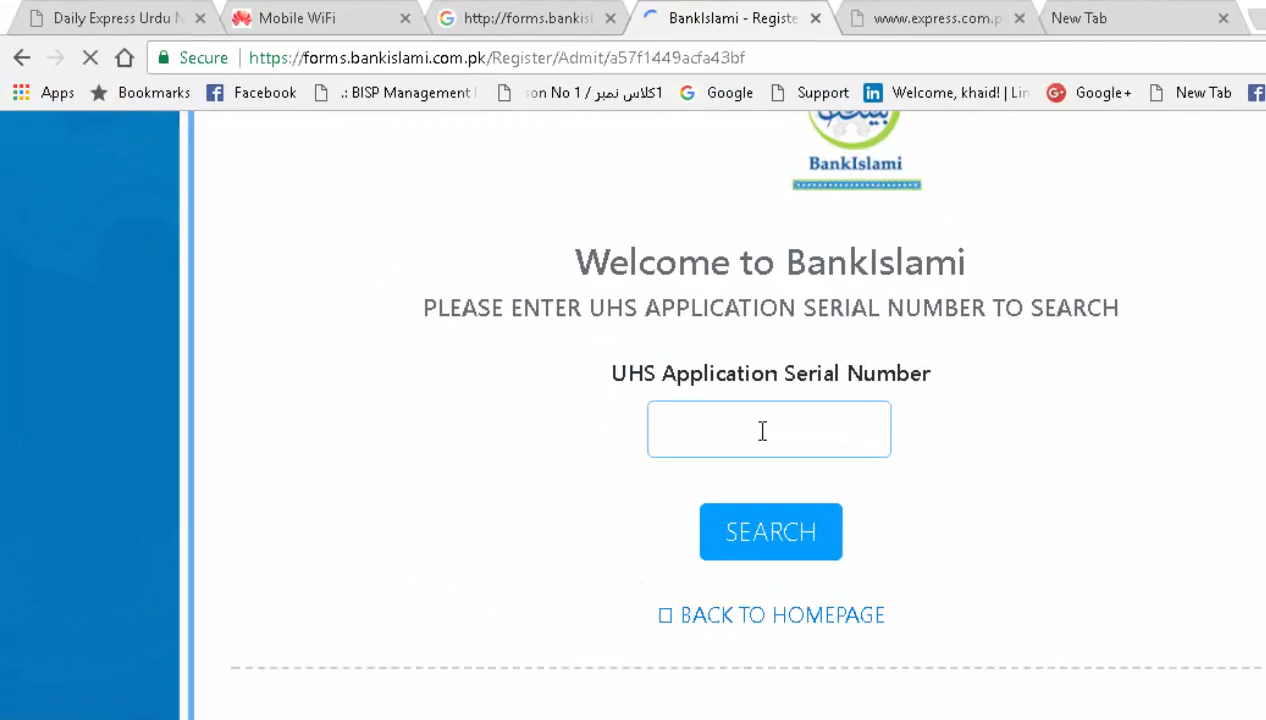 Daily Express Urdu N
Mobile WiFi
http://forms.bankisl
BankIslami - Registe
www.express.com.p
New Tab
Secure https://forms.bankislami.com.pk/Register/Admit/a57f1449acfa43bf
Apps Bookmarks Facebook .: BISP Management I son No 1 / کلاس نمبر 1 Google Support Welcome, khaid! | Lin Google+ New Tab
BankIslami
Welcome to BankIslami
PLEASE ENTER UHS APPLICATION SERIAL NUMBER TO SEARCH
UHS Application Serial Number
SEARCH
BACK TO HOMEPAGE